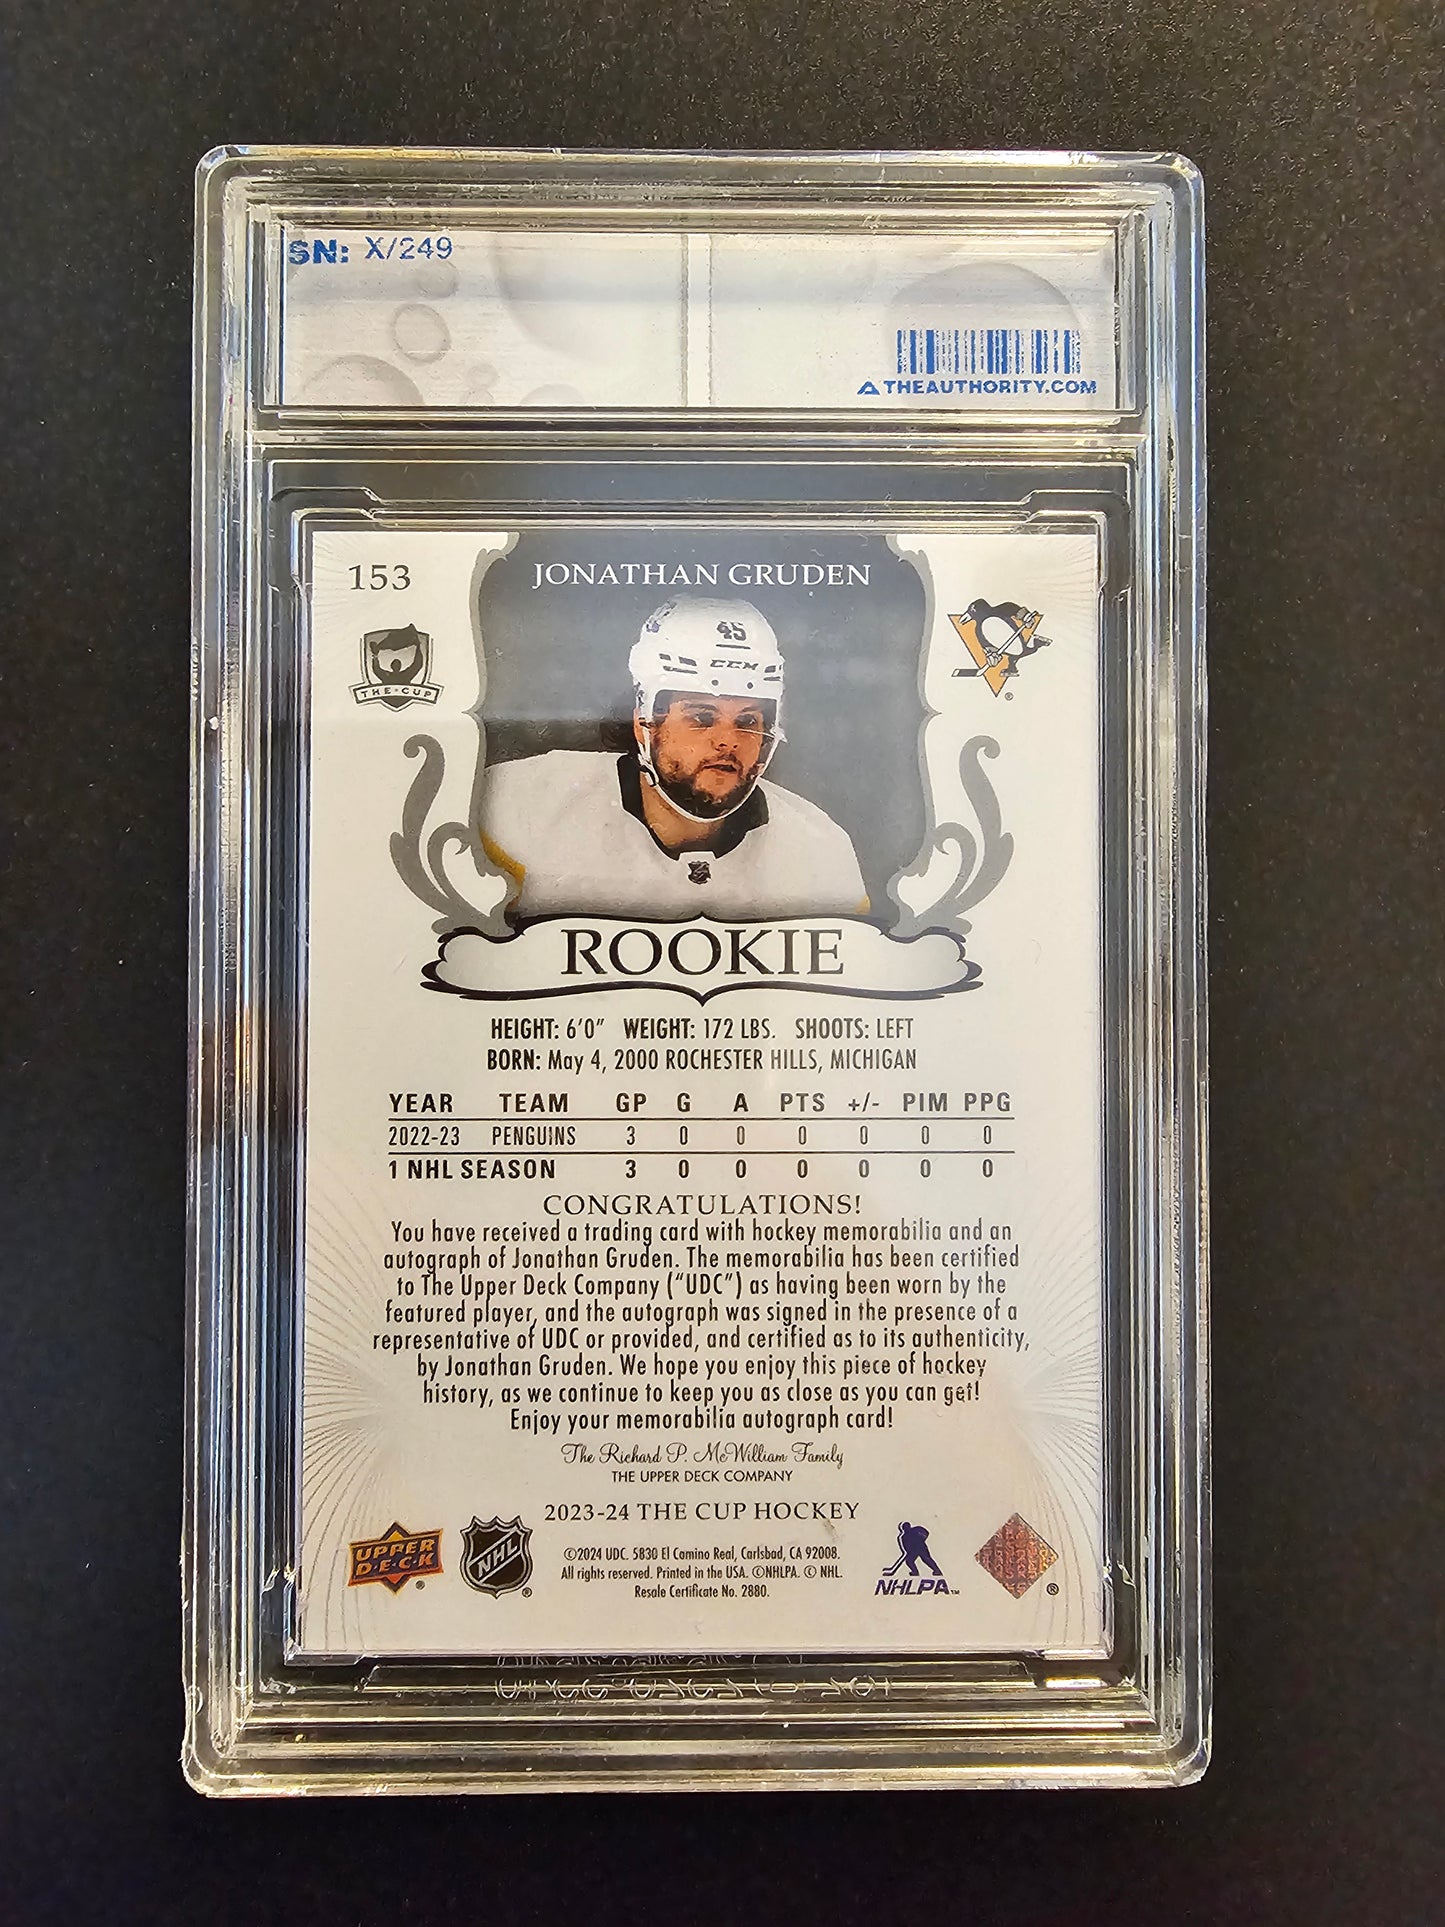 SN: X/249
THEAUTHORITY.COM
153
JONATHAN GRUDEN
THE·CUP
45
CCM
ROOKIE
HEIGHT: 6'0" WEIGHT: 172 LBS. SHOOTS: LEFT
BORN: May 4, 2000 ROCHESTER HILLS, MICHIGAN
YEAR TEAM GP G A PTS +/- PIM PPG
2022-23 PENGUINS 3 0 0 0 0 0 0
1 NHL SEASON 3 0 0 0 0 0 0
CONGRATULATIONS!
You have received a trading card with hockey memorabilia and an
autograph of Jonathan Gruden. The memorabilia has been certified
to The Upper Deck Company ("UDC") as having been worn by the
featured player, and the autograph was signed in the presence of a
representative of UDC or provided, and certified as to its authenticity,
by Jonathan Gruden. We hope you enjoy this piece of hockey
history, as we continue to keep you as close as you can get!
Enjoy your memorabilia autograph card!
The Richard P. McWilliam Family
THE UPPER DECK COMPANY
2023-24 THE CUP HOCKEY
UPPER
D·E·C·K ®
NHL ®
©2024 UDC. 5830 El Camino Real, Carlsbad, CA 92008.
All rights reserved. Printed in the USA. ©NHLPA. © NHL.
Resale Certificate No. 2880.
NHLPA™
®